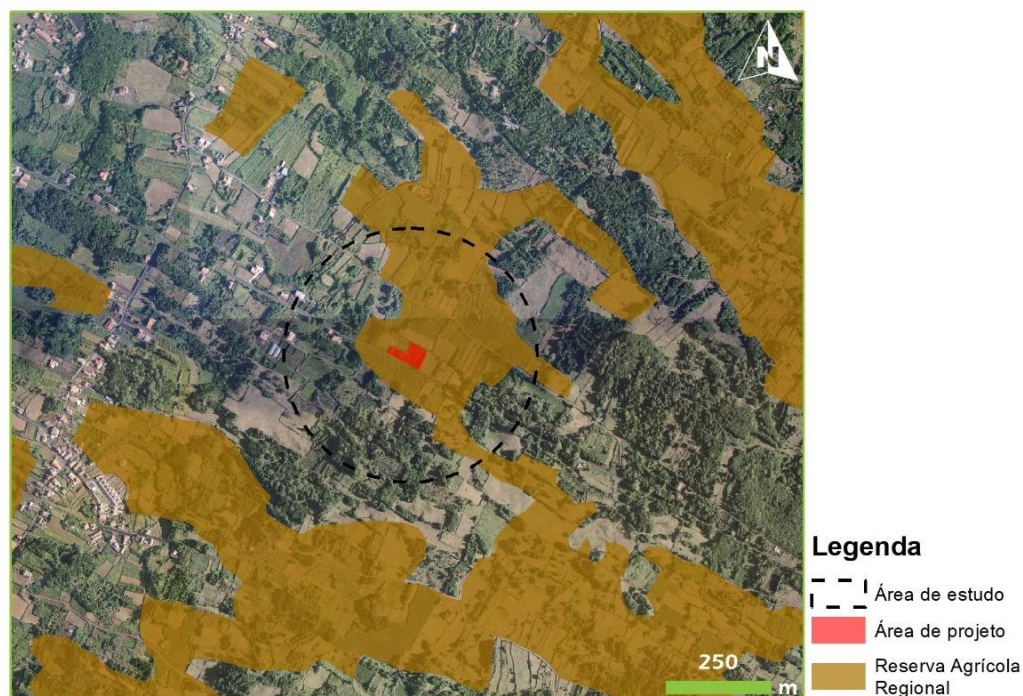 N
250
m
Legenda
Área de estudo
Área de projeto
Reserva Agrícola
Regional